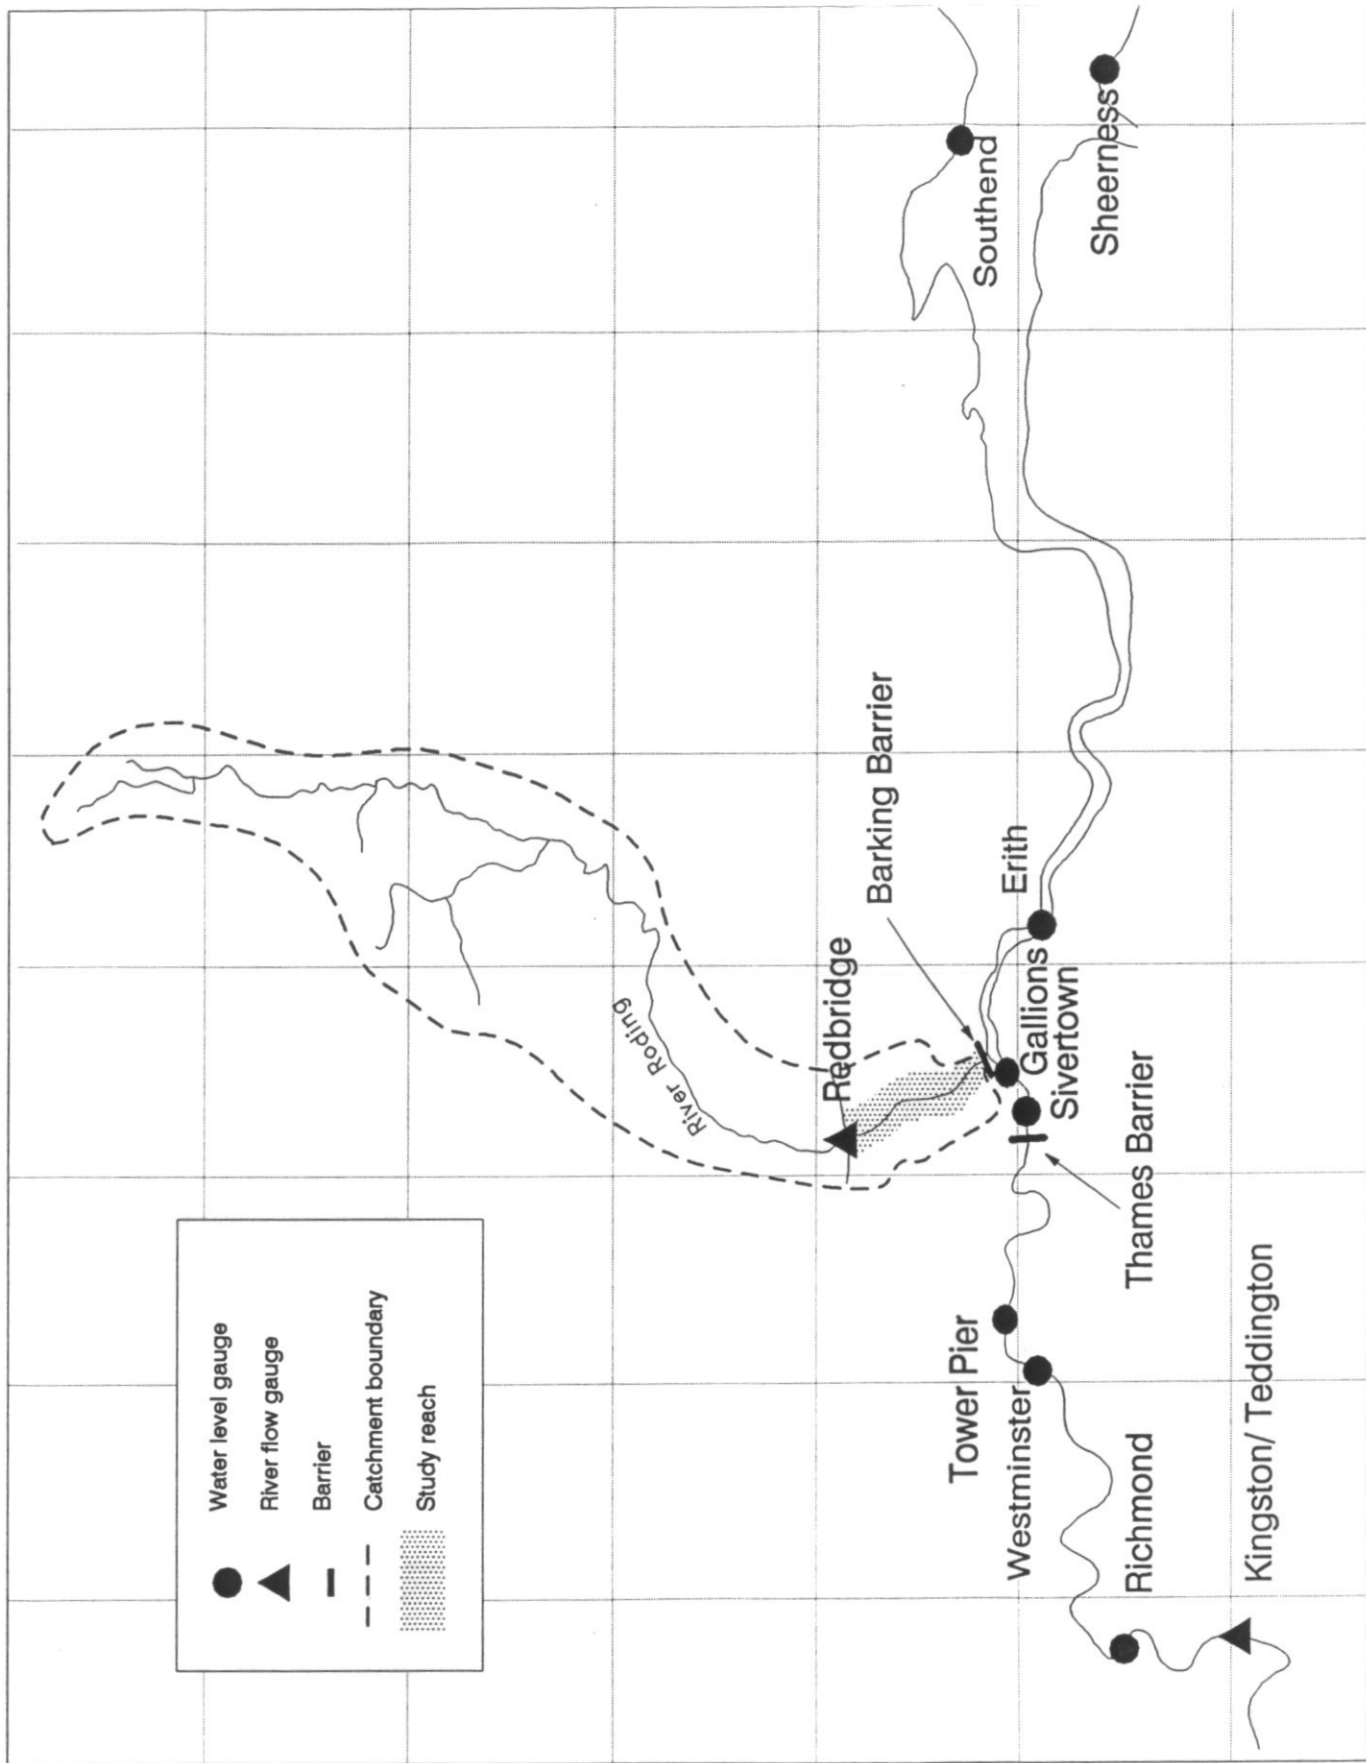 Water level gauge
River flow gauge
Barrier
Catchment boundary
Study reach
River Roding
Redbridge
Barking Barrier
Southend
Sheerness
Erith
Gallions
Sivertown
Thames Barrier
Tower Pier
Westminster
Richmond
Kingston/ Teddington